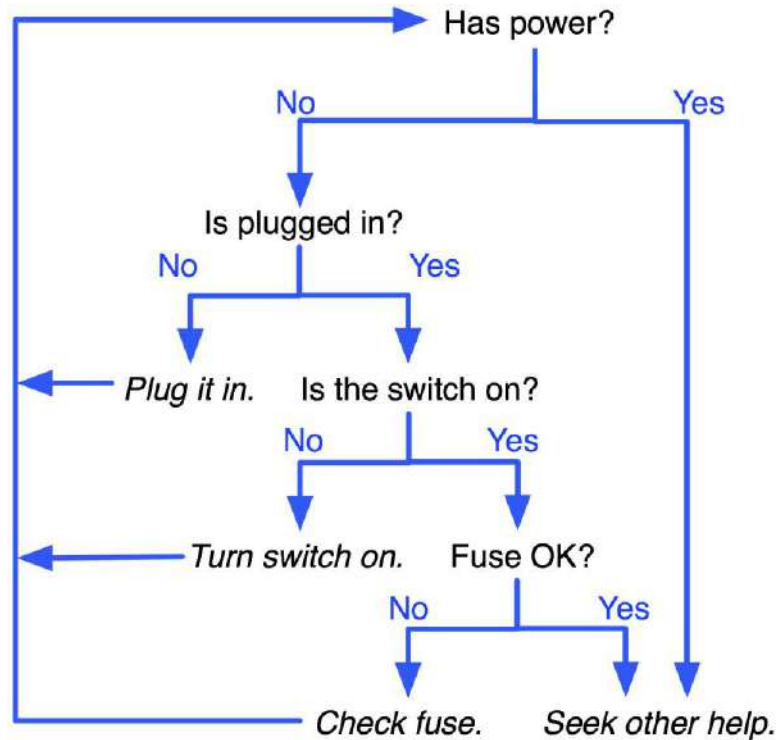 Has power?
No Yes
Is plugged in?
No Yes
Plug it in. Is the switch on?
No Yes
Turn switch on. Fuse OK?
No Yes
Check fuse. Seek other help.